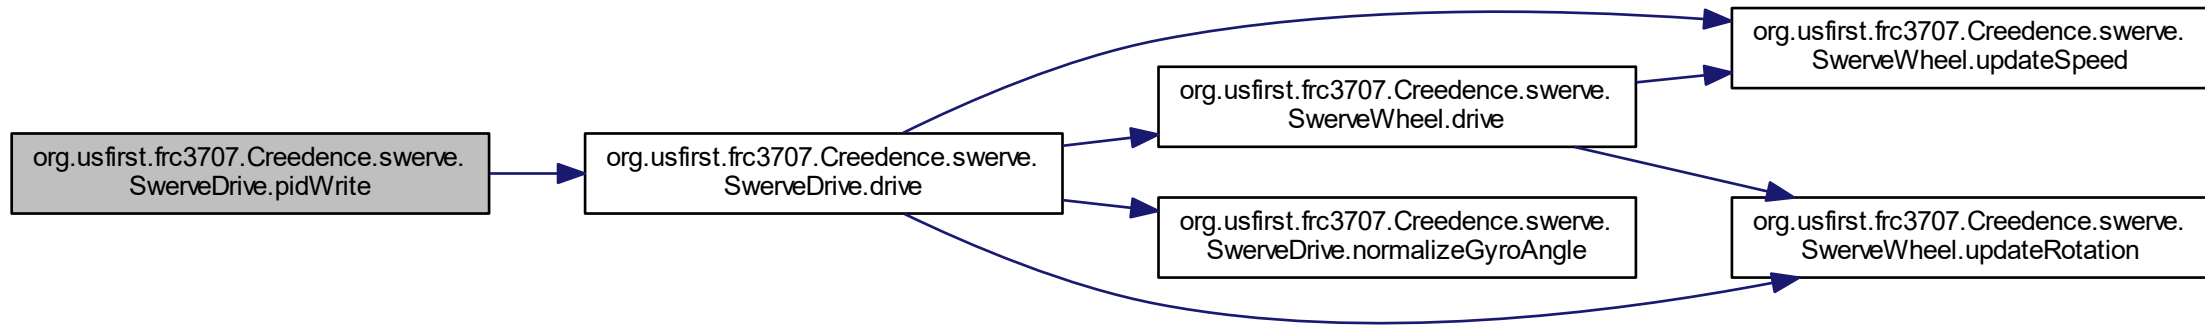 org.usfirst.frc3707.Creedence.swerve.
SwerveDrive.pidWrite
org.usfirst.frc3707.Creedence.swerve.
SwerveDrive.drive
org.usfirst.frc3707.Creedence.swerve.
SwerveWheel.drive
org.usfirst.frc3707.Creedence.swerve.
SwerveDrive.normalizeGyroAngle
org.usfirst.frc3707.Creedence.swerve.
SwerveWheel.updateSpeed
org.usfirst.frc3707.Creedence.swerve.
SwerveWheel.updateRotation